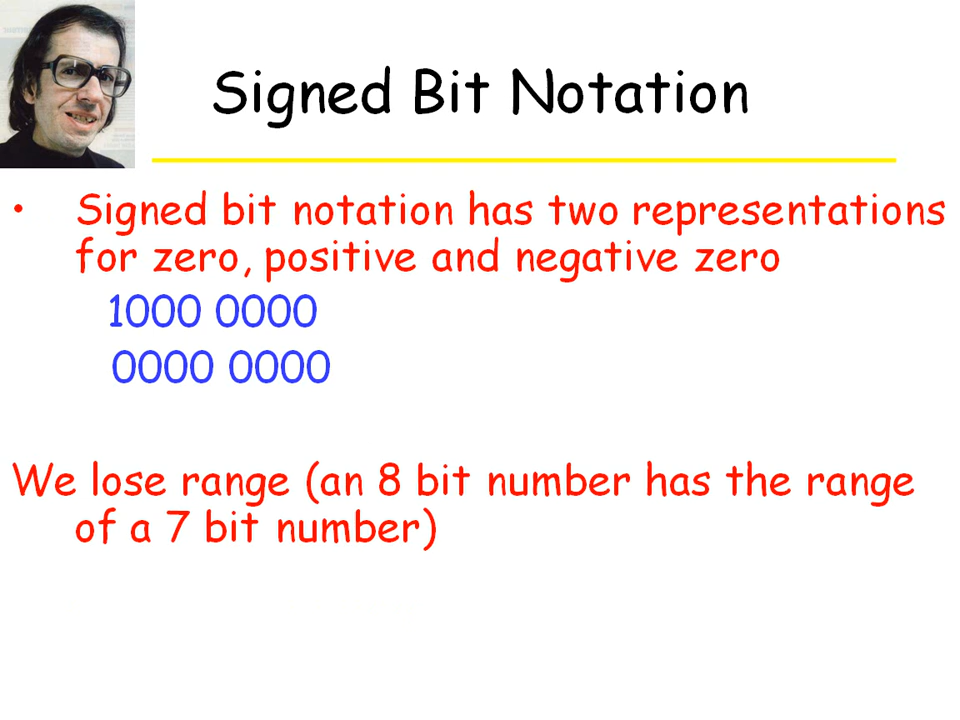 Signed Bit Notation
• Signed bit notation has two representations
for zero, positive and negative zero
1000 0000
0000 0000
We lose range (an 8 bit number has the range
of a 7 bit number)